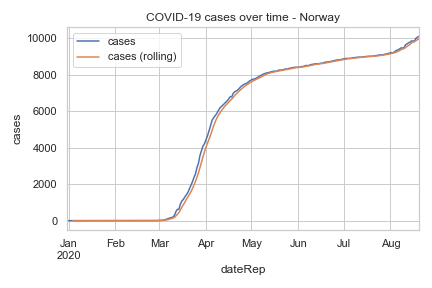 COVID-19 cases over time - Norway
cases
cases (rolling)
10000
8000
6000
4000
2000
0
cases
Jan Feb Mar Apr May Jun Jul Aug
2020
dateRep